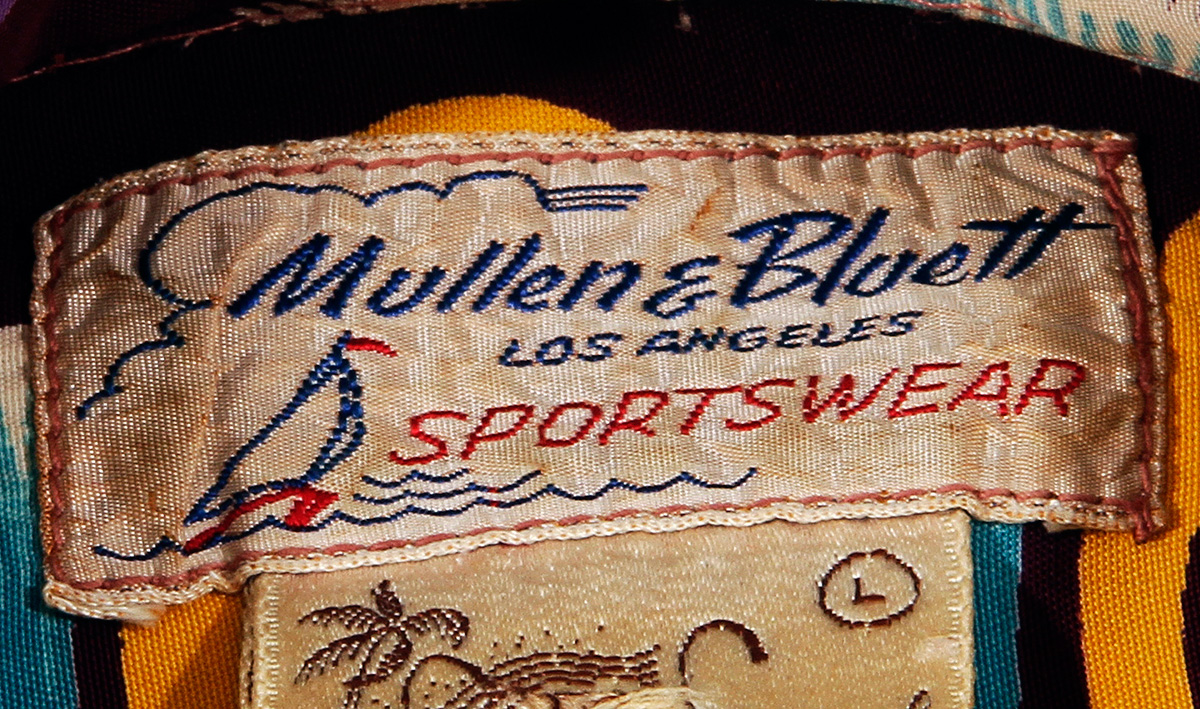 Mullen & Bluett
LOS ANGELES
SPORTSWEAR
L